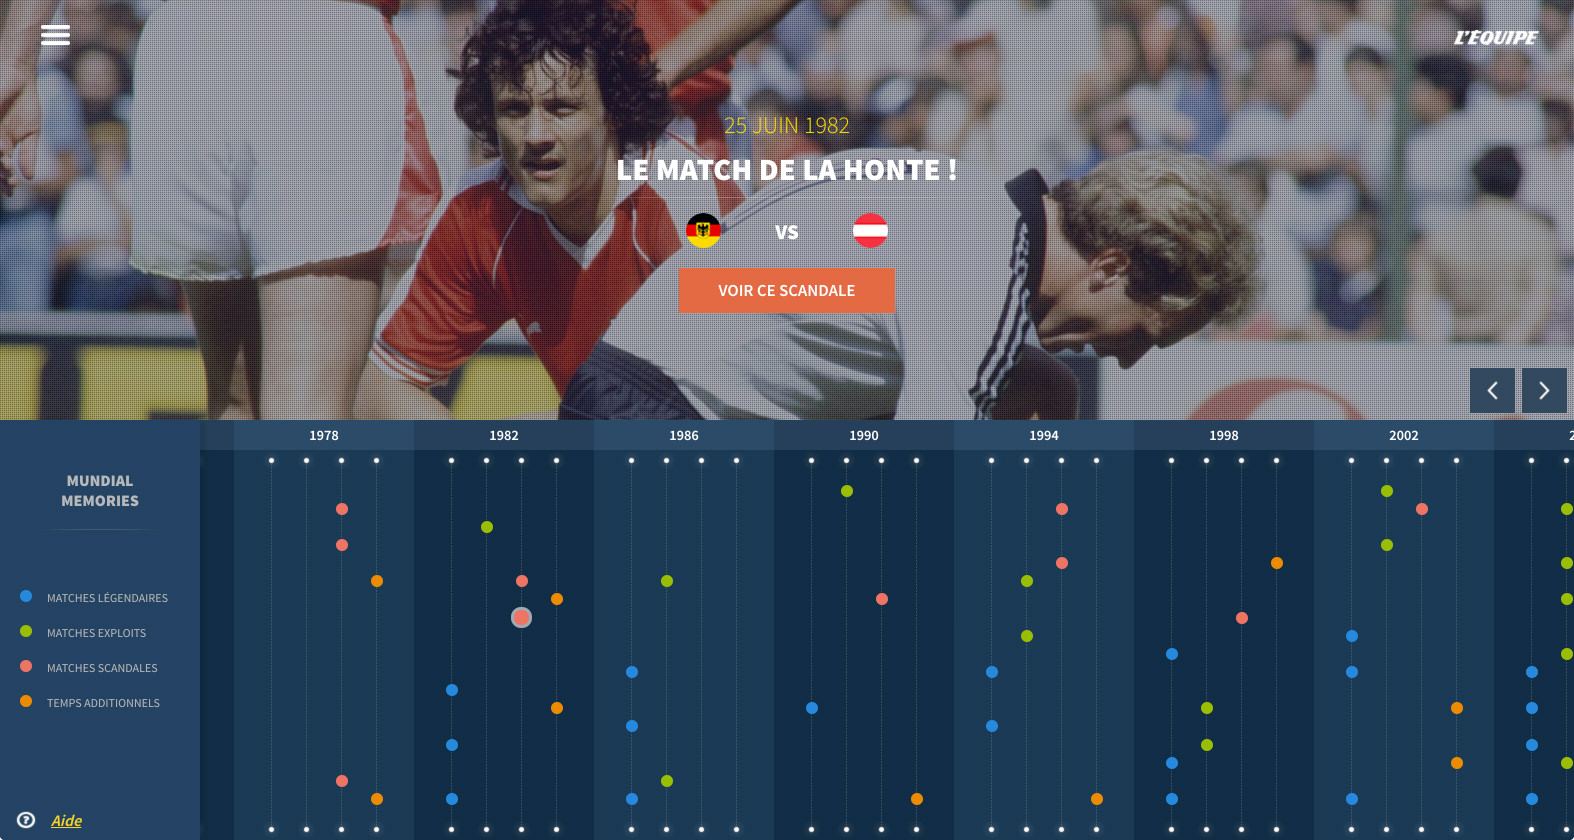 L'ÉQUIPE
25 JUIN 1982
LE MATCH DE LA HONTE !
VS
VOIR CE SCANDALE
1978
1982
1986
1990
1994
1998
2002
2
MUNDIAL
MEMORIES
MATCHES LÉGENDAIRES
MATCHES EXPLOITS
MATCHES SCANDALES
TEMPS ADDITIONNELS
? Aide